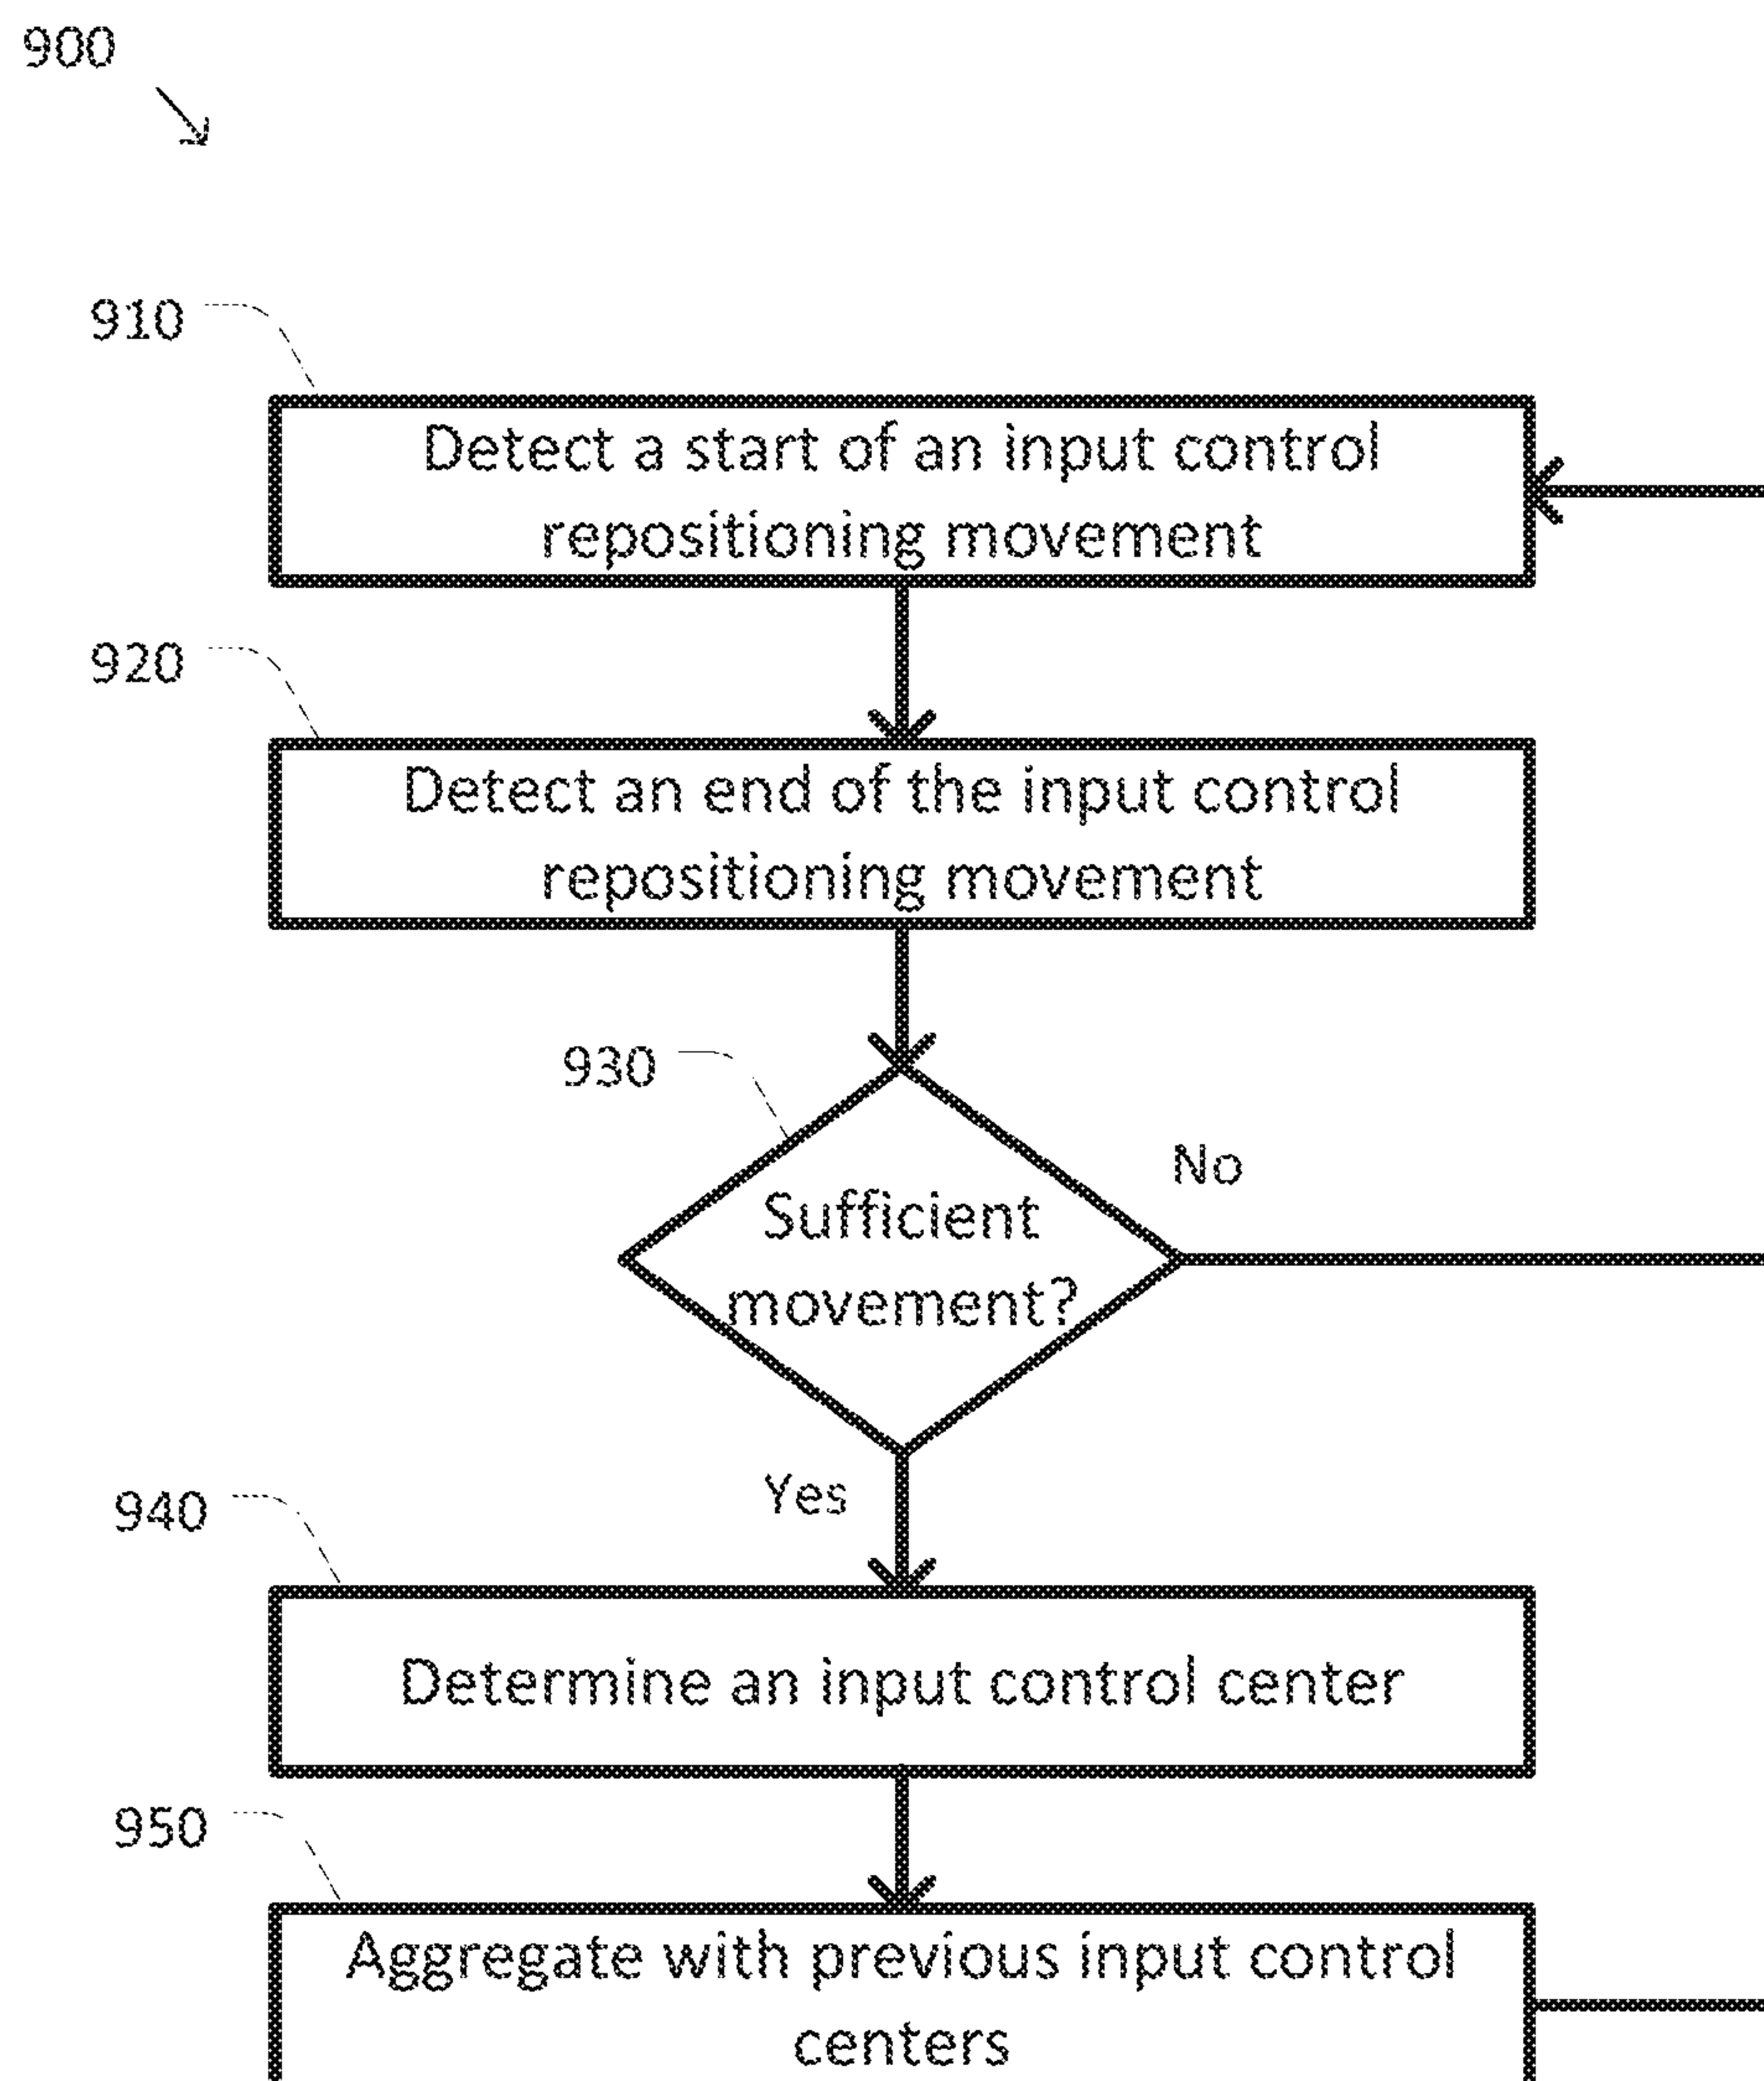 900
910
Detect a start of an input control
repositioning movement
920
Detect an end of the input control
repositioning movement
930
No
Sufficient
movement?
Yes
940
Determine an input control center
950
Aggregate with previous input control
centers